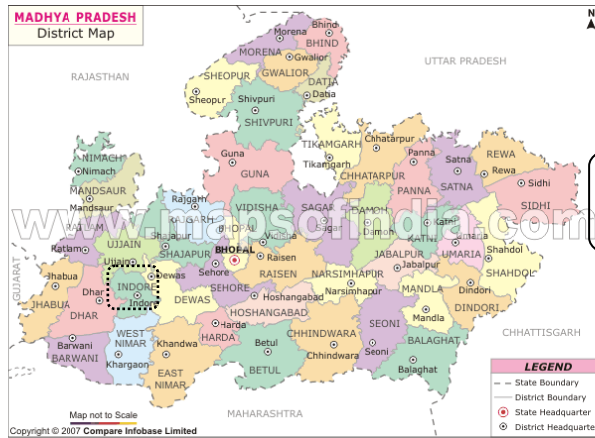 MADHYA PRADESH
District Map
N
RAJASTHAN
UTTAR PRADESH
Bhind
Morena
BHIND
MORENA
Gwalior
GWALIOR
SHEOPUR
DATIA
Datia
Sheopur
Shivpuri
SHIVPURI
TIKAMGARH
Tikamgarh
Chhatarpur
CHHATARPUR
Panna
PANNA
Satna
SATNA
REWA
Rewa
Sidhi
SIDHI
NIMACH
Nimach
MANDSAUR
Mandsaur
Guna
GUNA
Rajgarh
RAJGARH
VIDISHA
Vidisha
SAGAR
Sagar
DAMOH
Damoh
Katni
KATNI
Umaria
UMARIA
Shahdol
SHAHDOL
www.mapsofindia.com
RATLAM
Ratlam
UJJAIN
Ujjain
Shajapur
SHAJAPUR
BHOPAL
BHOPAL
Sehore
SEHORE
Raisen
RAISEN
NARSIMHAPUR
Narsimhapur
JABALPUR
Jabalpur
MANDLA
Mandla
Dindori
DINDORI
GUJARAT
Jhabua
JHABUA
Dhar
DHAR
INDORE
Indore
Dewas
DEWAS
Hoshangabad
HOSHANGABAD
Harda
HARDA
Barwani
BARWANI
WEST
NIMAR
Khargaon
Khandwa
EAST
NIMAR
Betul
BETUL
CHHINDWARA
Chhindwara
SEONI
Seoni
BALAGHAT
Balaghat
CHHATTISGARH
MAHARASHTRA
Map not to Scale
Copyright © 2007 Compare Infobase Limited
LEGEND
State Boundary
District Boundary
State Headquarter
District Headquarte